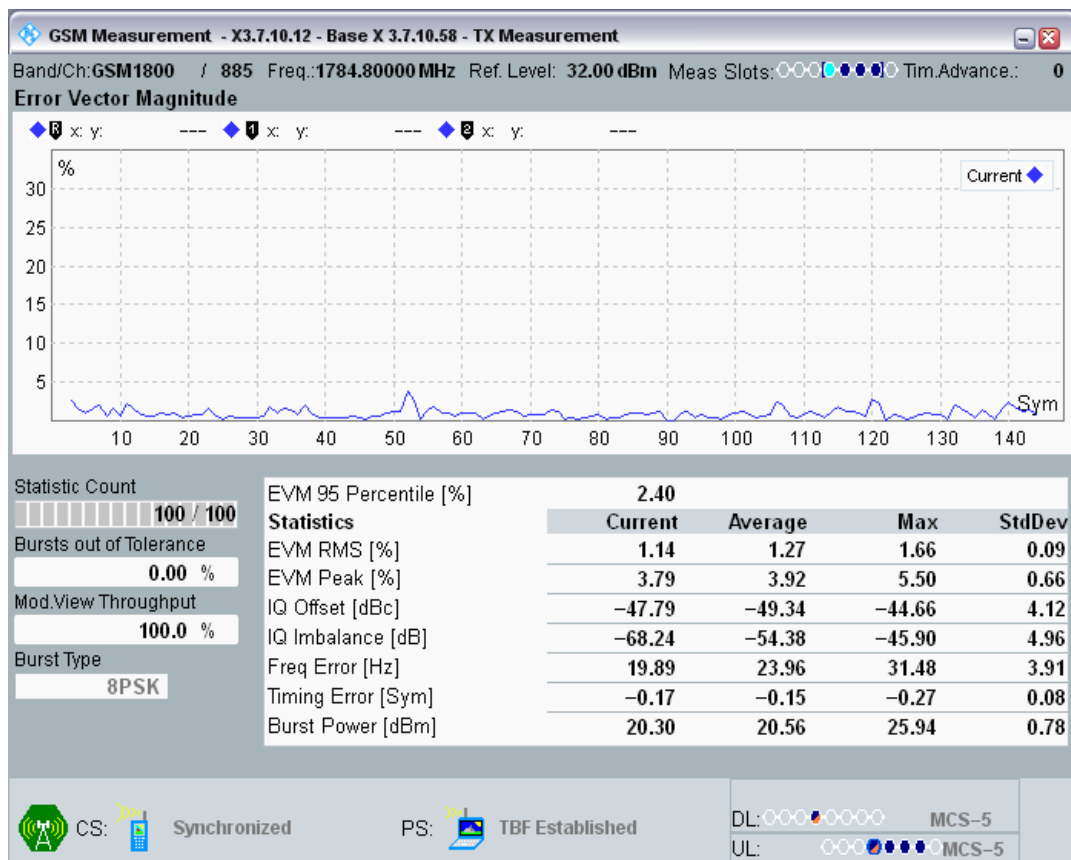 GSM Measurement - X3.7.10.12 - Base X 3.7.10.58 - TX Measurement
Band/Ch:GSM1800 / 885 Freq.:1784.80000 MHz Ref. Level: 32.00 dBm Meas Slots: Tim.Advance.: 0
Error Vector Magnitude
R x: y: --- 1 x: y: --- 2 x: y: ---
%
Current
30
25
20
15
10
5
Sym
10 20 30 40 50 60 70 80 90 100 110 120 130 140
Statistic Count
100 / 100
Bursts out of Tolerance
0.00 %
Mod.View Throughput
100.0 %
Burst Type
8PSK
EVM 95 Percentile [%] 2.40
Statistics Current Average Max StdDev
EVM RMS [%] 1.14 1.27 1.66 0.09
EVM Peak [%] 3.79 3.92 5.50 0.66
IQ Offset [dBc] −47.79 −49.34 −44.66 4.12
IQ Imbalance [dB] −68.24 −54.38 −45.90 4.96
Freq Error [Hz] 19.89 23.96 31.48 3.91
Timing Error [Sym] −0.17 −0.15 −0.27 0.08
Burst Power [dBm] 20.30 20.56 25.94 0.78
CS: Synchronized PS: TBF Established
DL: MCS−5
UL: MCS−5